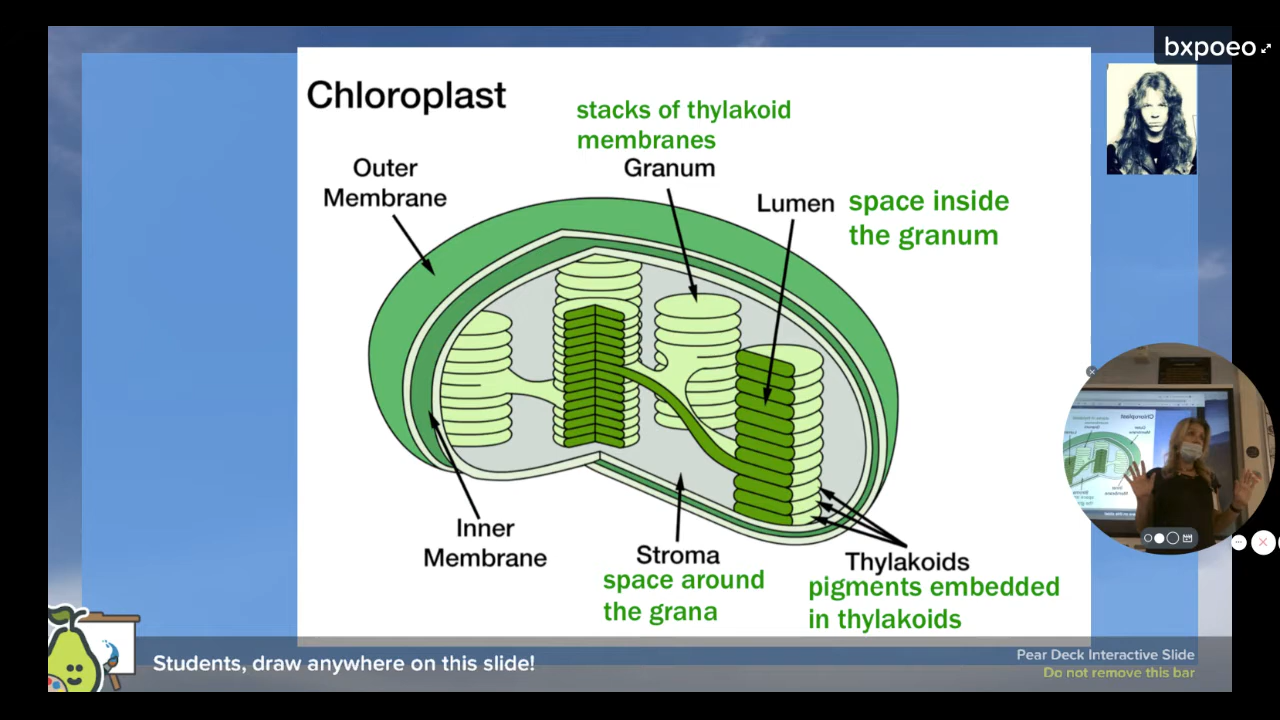 bxpoeo
Chloroplast
stacks of thylakoid
membranes
Granum
Outer
Membrane
Lumen
space inside
the granum
Inner
Membrane
Stroma
space around
the grana
Thylakoids
pigments embedded
in thylakoids
Students, draw anywhere on this slide!
Pear Deck Interactive Slide
Do not remove this bar